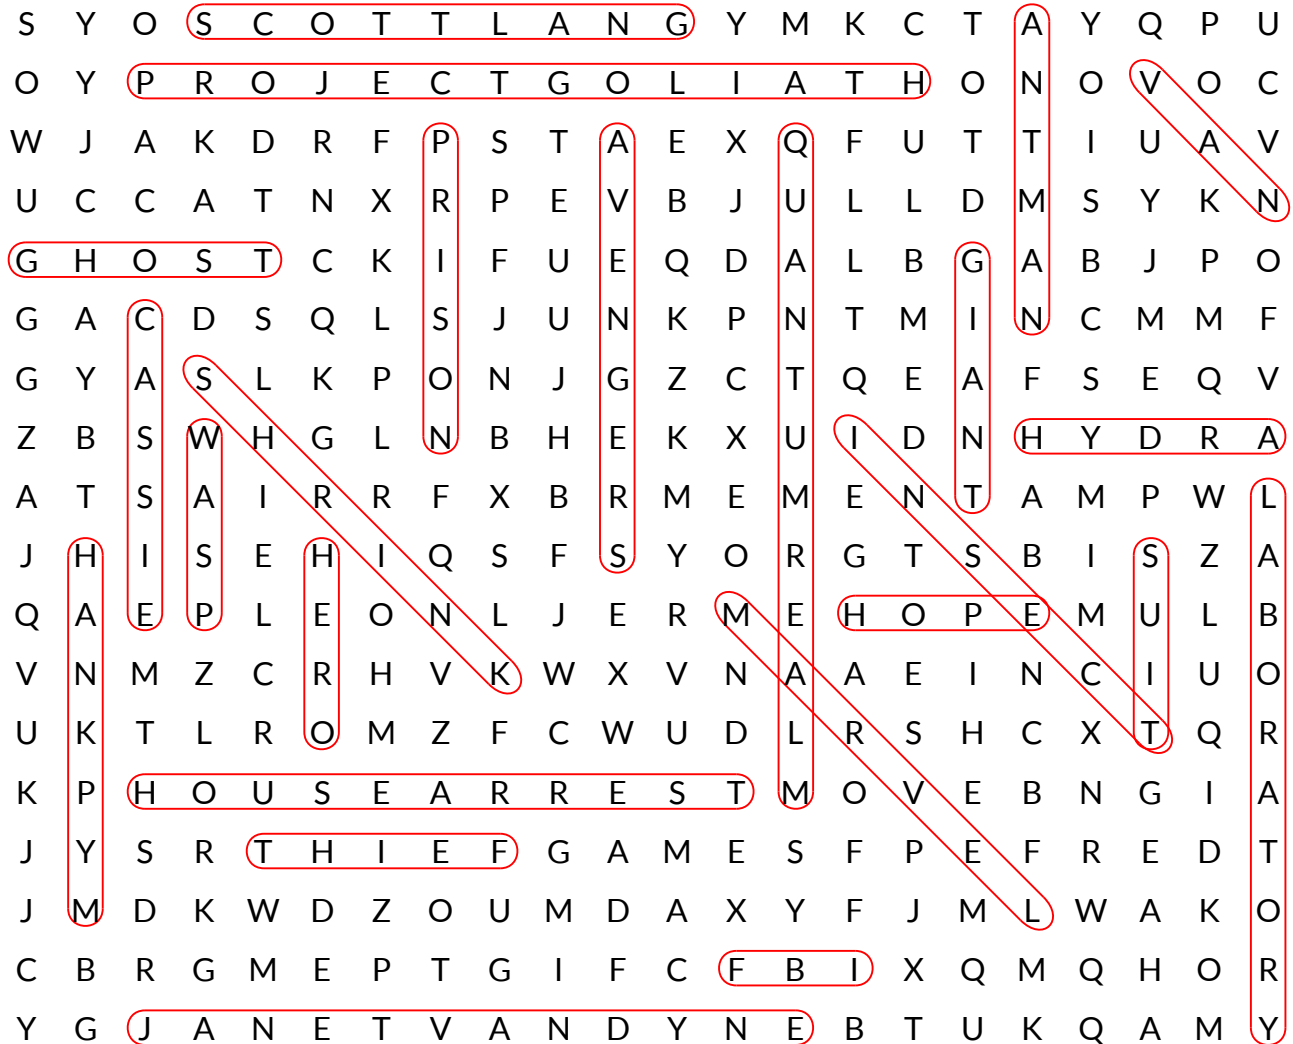 S Y O S C O T T L A N G Y M K C T A Y Q P U
O Y P R O J E C T G O L I A T H O N O V O C
W J A K D R F P S T A E X Q F U T T I U A V
U C C A T N X R P E V B J U L L D M S Y K N
G H O S T C K I F U E Q D A L B G A B J P O
G A C D S Q L S J U N K P N T M I N C M M F
G Y A S L K P O N J G Z C T Q E A F S E Q V
Z B S W H G L N B H E K X U I D N H Y D R A
A T S A I R R F X B R M E M E N T A M P W L
J H I S E H I Q S F S Y O R G T S B I S Z A
Q A E P L E O N L J E R M E H O P E M U L B
V N M Z C R H V K W X V N A A E I N C I U O
U K T L R O M Z F C W U D L R S H C X T Q R
K P H O U S E A R R E S T M O V E B N G I A
J Y S R T H I E F G A M E S F P E F R E D T
J M D K W D Z O U M D A X Y F J M L W A K O
C B R G M E P T G I F C F B I X Q M Q H O R
Y G J A N E T V A N D Y N E B T U K Q A M Y